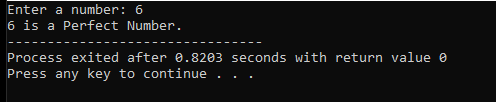 Enter a number: 6
6 is a Perfect Number.
--------------------------------
Process exited after 0.8203 seconds with return value 0
Press any key to continue . . .